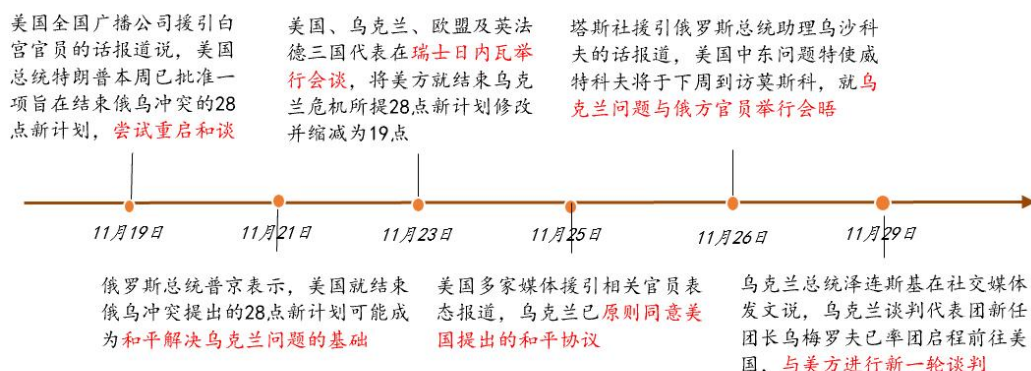 美国全国广播公司援引白
宫官员的话报道说，美国
总统特朗普本周已批准一
项旨在结束俄乌冲突的28
点新计划，尝试重启和谈
美国、乌克兰、欧盟及英法
德三国代表在瑞士日内瓦举
行会谈，将美方就结束乌克
兰危机所提28点新计划修改
并缩减为19点
塔斯社援引俄罗斯总统助理乌沙科
夫的话报道，美国中东问题特使威
特科夫将于下周到访莫斯科，就乌
克兰问题与俄方官员举行会晤
11月19日
11月21日
11月23日
11月25日
11月26日
11月29日
俄罗斯总统普京表示，美国就结束
俄乌冲突提出的28点新计划可能成
为和平解决乌克兰问题的基础
美国多家媒体援引相关官员表
态报道，乌克兰已原则同意美
国提出的和平协议
乌克兰总统泽连斯基在社交媒体
发文说，乌克兰谈判代表团新任
团长乌梅罗夫已率团启程前往美
国，与美方进行新一轮谈判